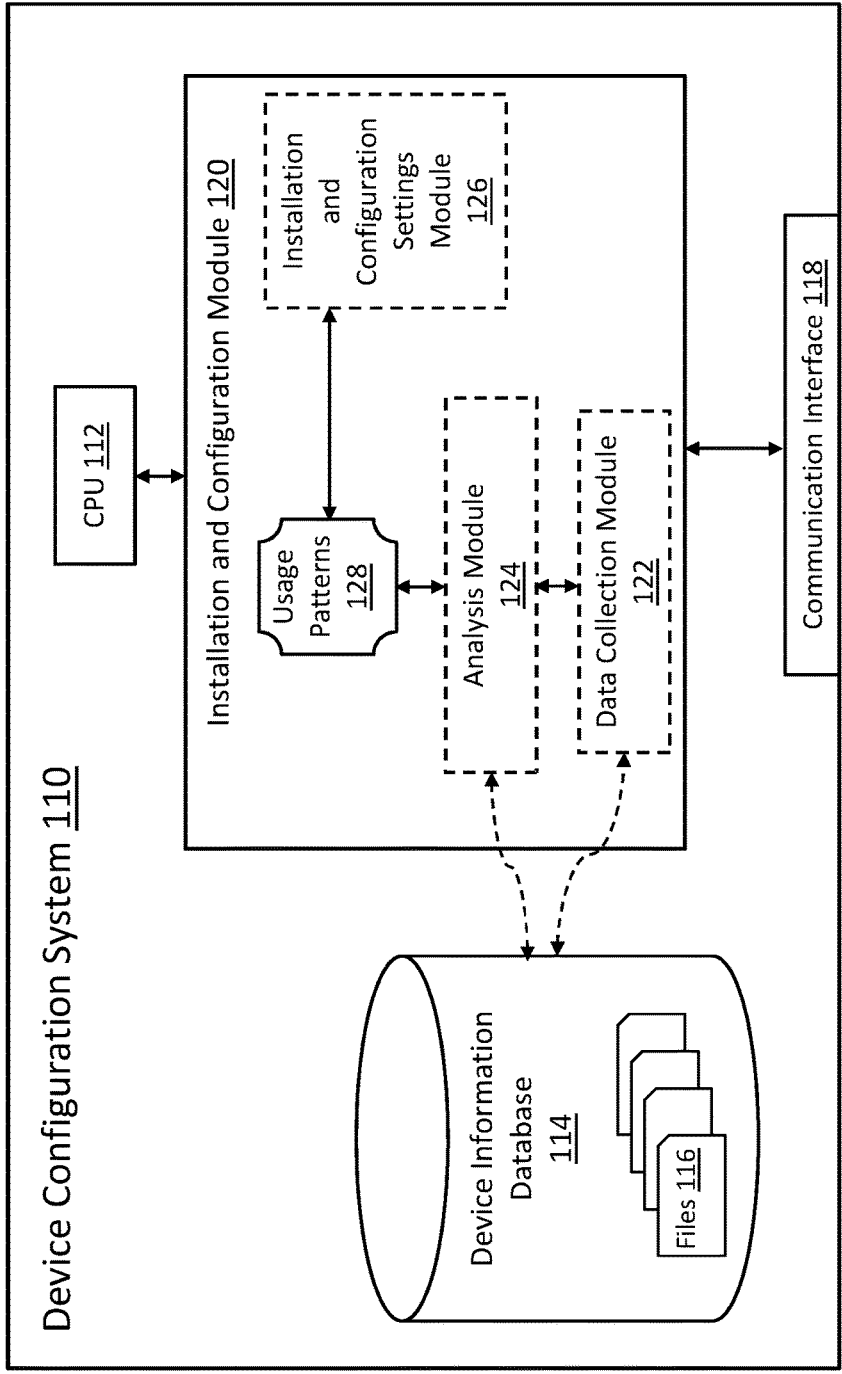 Device Configuration System 110
CPU 112
Installation and Configuration Module 120
Usage
Patterns
128
Installation
and
Configuration
Settings
Module
126
Analysis Module
124
Data Collection Module
122
Device Information
Database
114
Files 116
Communication Interface 118